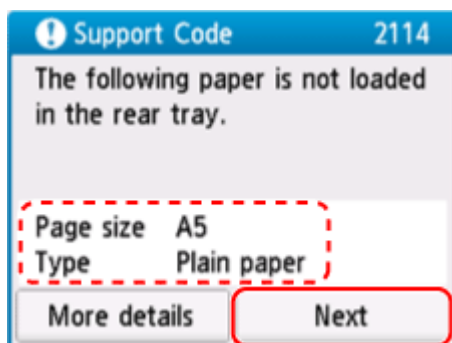 Support Code 2114
The following paper is not loaded
in the rear tray.
Page size A5
Type Plain paper
More details Next